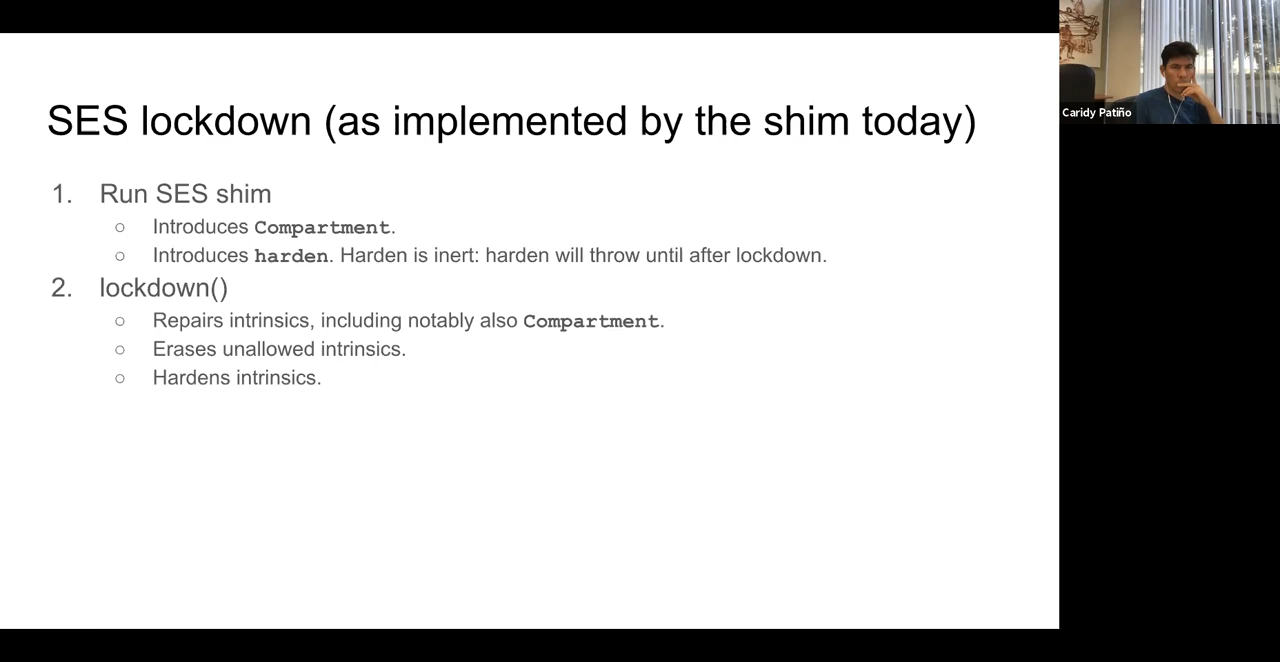 SES lockdown (as implemented by the shim today)
1. Run SES shim
○ Introduces Compartment.
○ Introduces harden. Harden is inert: harden will throw until after lockdown.
2. lockdown()
○ Repairs intrinsics, including notably also Compartment.
○ Erases unallowed intrinsics.
○ Hardens intrinsics.
Caridy Patiño